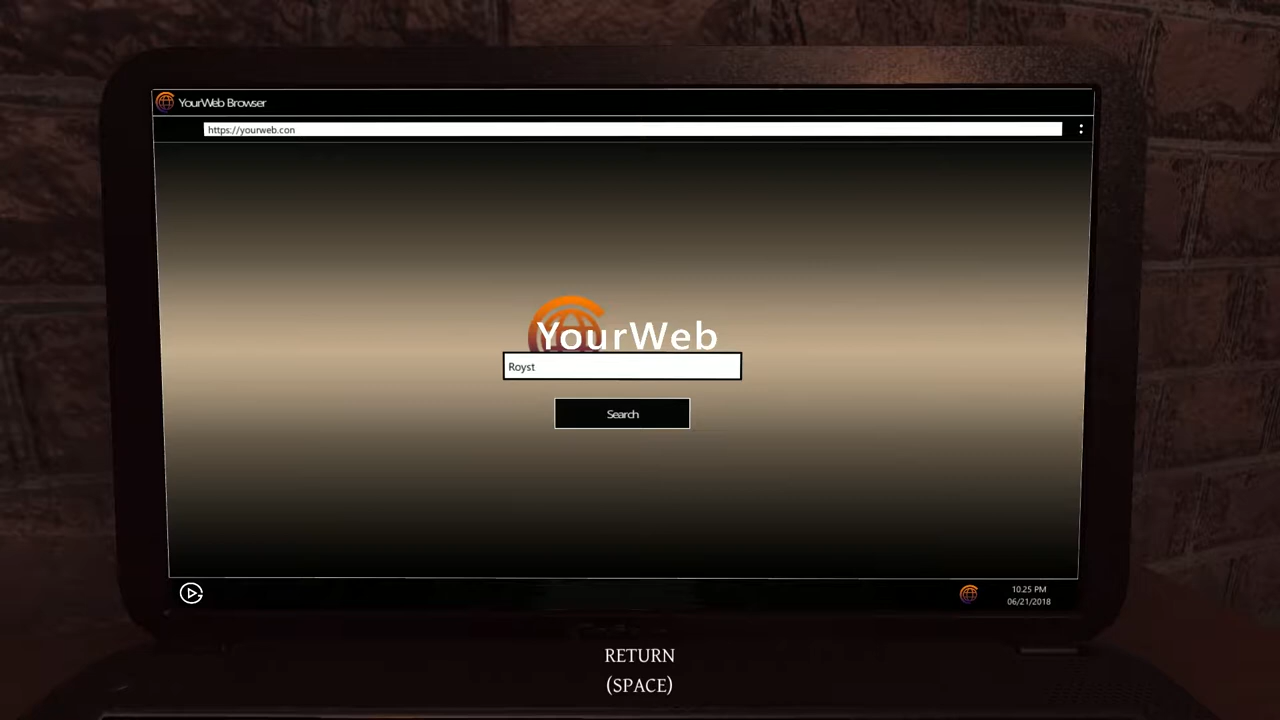 YourWeb Browser
https://yourweb.con
YourWeb
Royst
Search
10.25 PM
06/21/2018
RETURN
(SPACE)